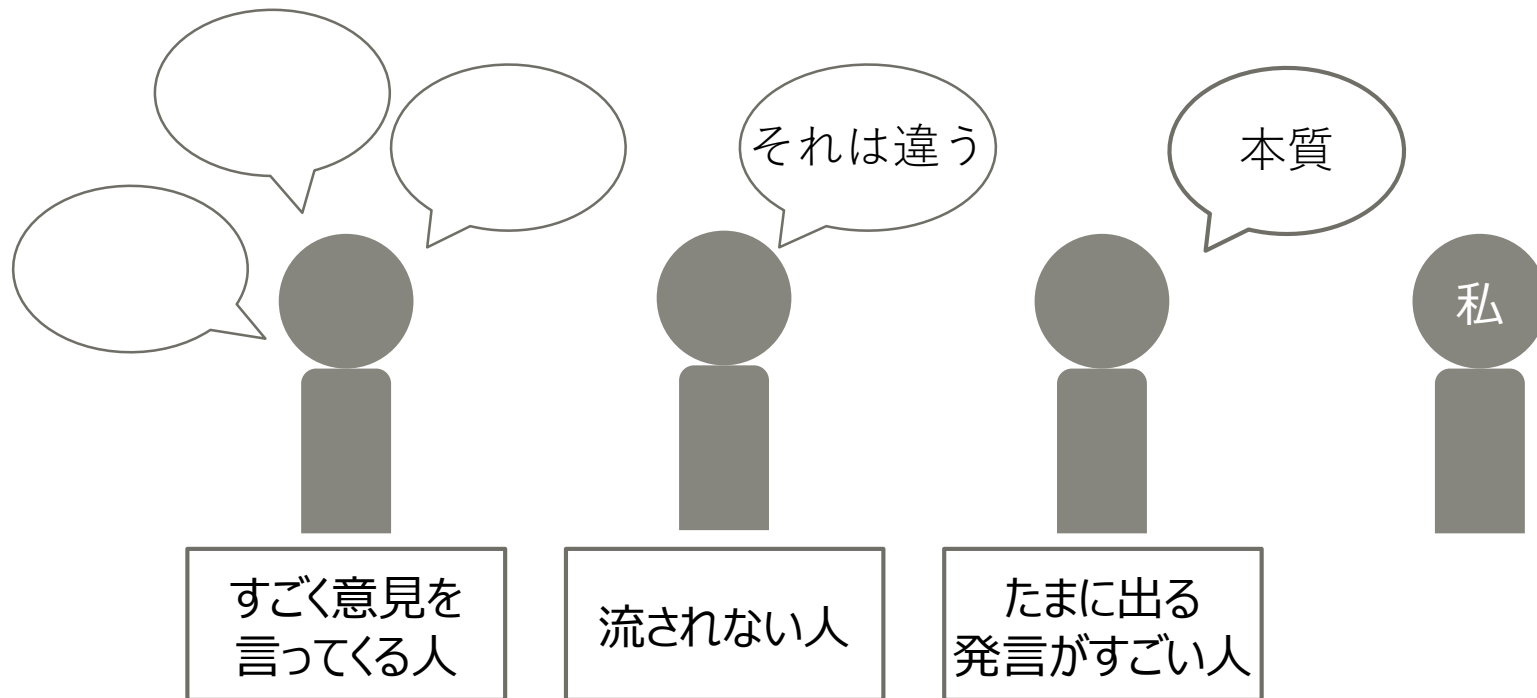 それは違う
本質
私
すごく意見を
言ってくる人
流されない人
たまに出る
発言がすごい人